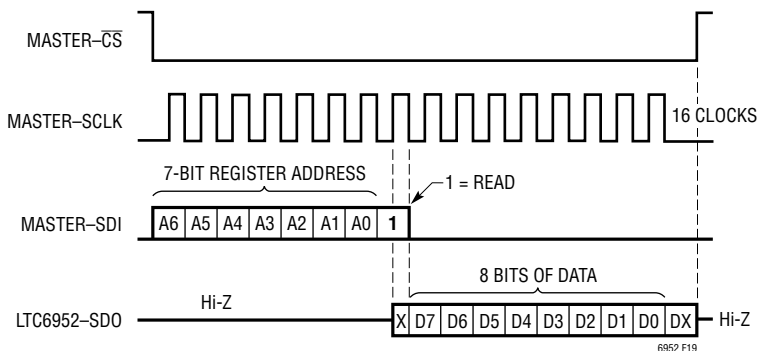 MASTER–C̅S̅
MASTER–SCLK
16 CLOCKS
7-BIT REGISTER ADDRESS
1 = READ
MASTER–SDI
A6 A5 A4 A3 A2 A1 A0 1
8 BITS OF DATA
Hi-Z
LTC6952–SDO
X D7 D6 D5 D4 D3 D2 D1 D0 DX
Hi-Z
6952 F19